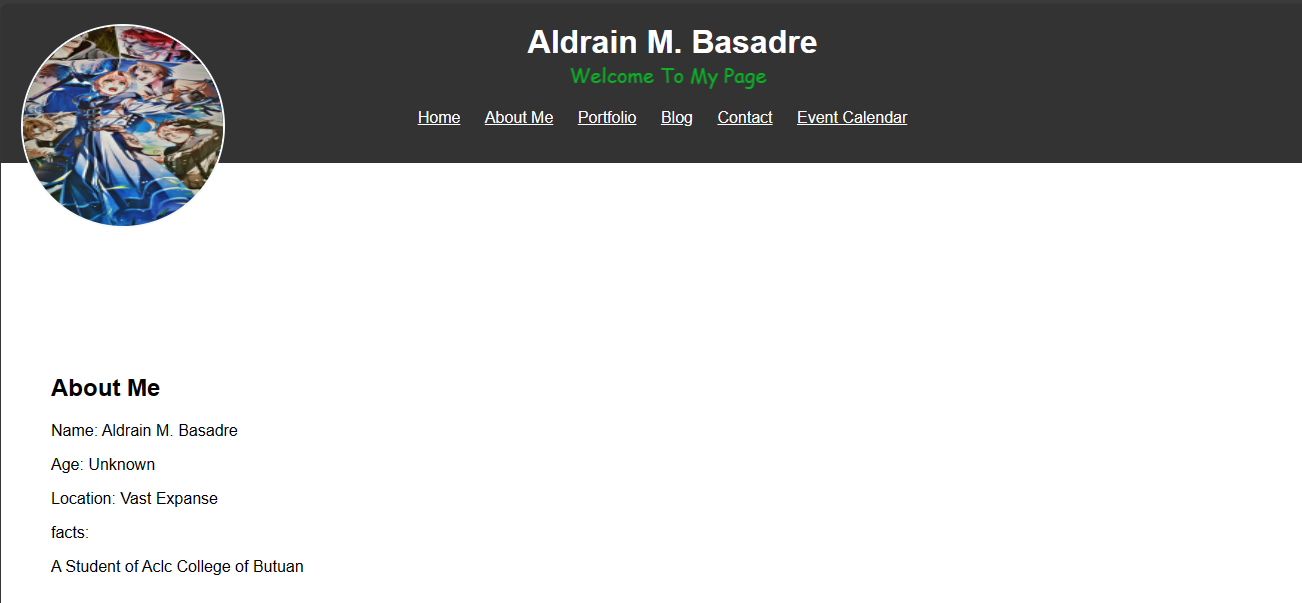 Aldrain M. Basadre
Welcome To My Page
Home About Me Portfolio Blog Contact Event Calendar
About Me
Name: Aldrain M. Basadre
Age: Unknown
Location: Vast Expanse
facts:
A Student of Aclc College of Butuan